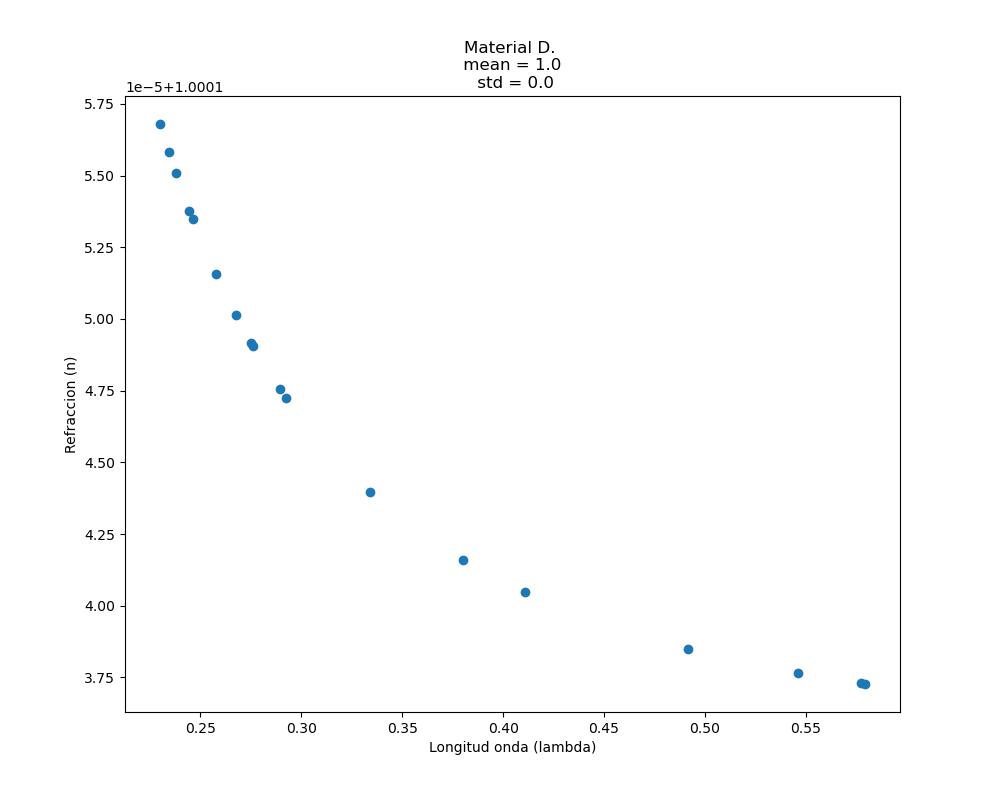 Material D.
mean = 1.0
std = 0.0
1e−5+1.0001
5.75
5.50
5.25
5.00
4.75
4.50
4.25
4.00
3.75
Refraccion (n)
0.25 0.30 0.35 0.40 0.45 0.50 0.55
Longitud onda (lambda)